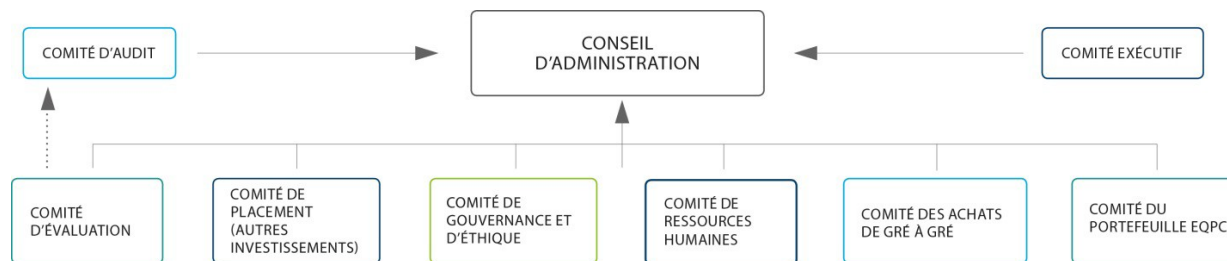 COMITÉ D'AUDIT
CONSEIL
D'ADMINISTRATION
COMITÉ EXÉCUTIF
COMITÉ
D'ÉVALUATION
COMITÉ DE
PLACEMENT
(AUTRES
INVESTISSEMENTS)
COMITÉ DE
GOUVERNANCE ET
D'ÉTHIQUE
COMITÉ DE
RESSOURCES
HUMAINES
COMITÉ DES ACHATS
DE GRÉ À GRÉ
COMITÉ DU
PORTEFEUILLE EQPC